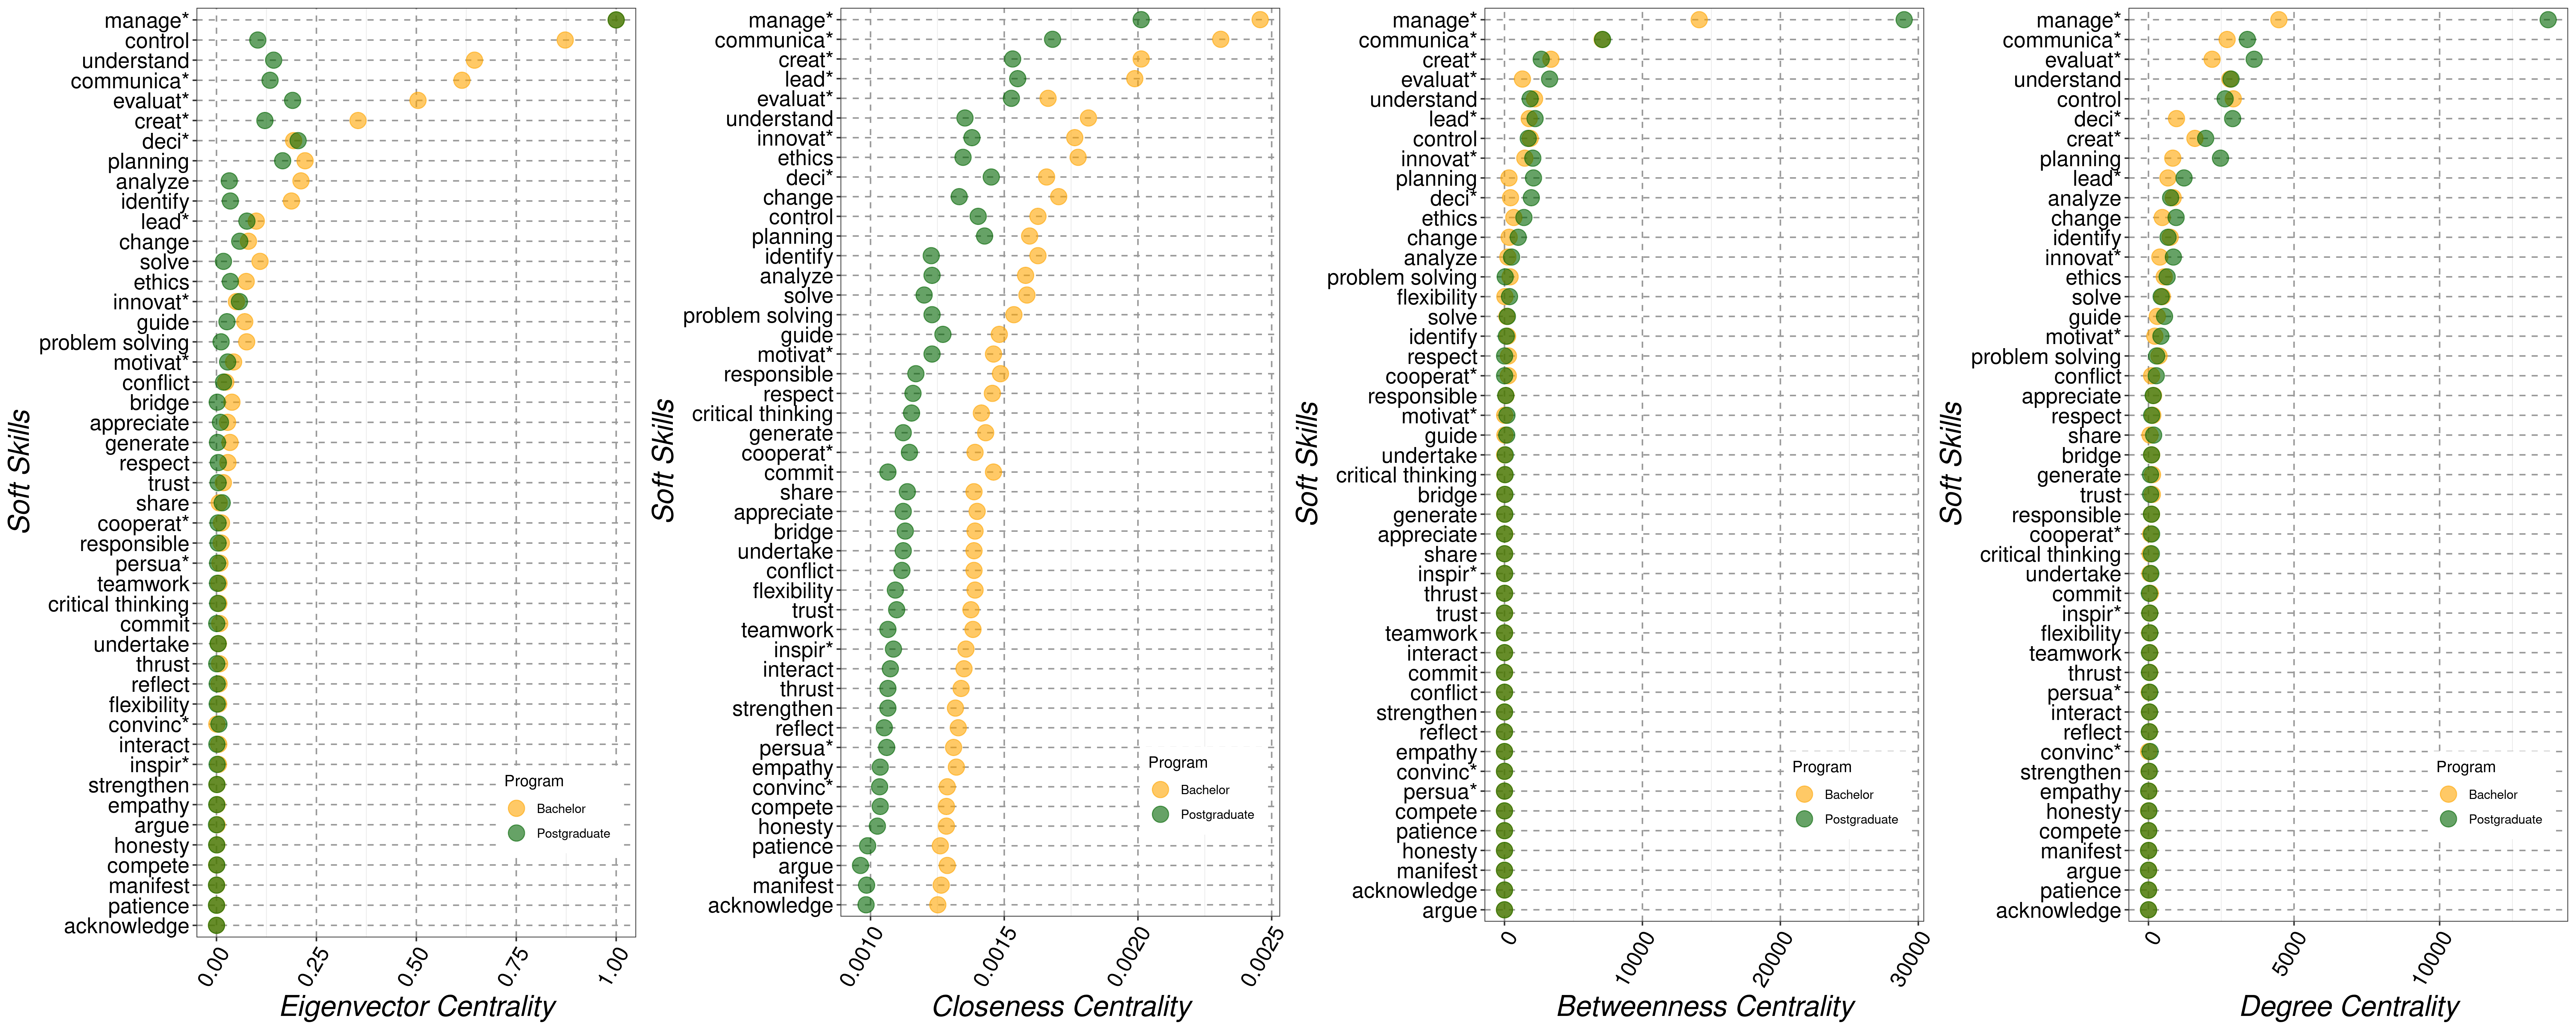 Soft Skills
manage*
control
understand
communica*
evaluat*
creat*
deci*
planning
analyze
identify
lead*
change
solve
ethics
innovat*
guide
problem solving
motivat*
conflict
bridge
appreciate
generate
respect
trust
share
cooperat*
responsible
persua*
teamwork
critical thinking
commit
undertake
thrust
reflect
flexibility
convinc*
interact
inspir*
strengthen
empathy
argue
honesty
compete
manifest
patience
acknowledge
Program
Bachelor
Postgraduate
0.00 0.25 0.50 0.75 1.00
Eigenvector Centrality
Soft Skills
manage*
communica*
creat*
lead*
evaluat*
understand
innovat*
ethics
deci*
change
control
planning
identify
analyze
solve
problem solving
guide
motivat*
responsible
respect
critical thinking
generate
cooperat*
commit
share
appreciate
bridge
undertake
conflict
flexibility
trust
teamwork
inspir*
interact
thrust
strengthen
reflect
persua*
empathy
convinc*
compete
honesty
patience
argue
manifest
acknowledge
Program
Bachelor
Postgraduate
0.0010 0.0015 0.0020 0.0025
Closeness Centrality
Soft Skills
manage*
communica*
creat*
evaluat*
understand
lead*
control
innovat*
planning
deci*
ethics
change
analyze
problem solving
flexibility
solve
identify
respect
cooperat*
responsible
motivat*
guide
undertake
critical thinking
bridge
generate
appreciate
share
inspir*
thrust
trust
teamwork
interact
commit
conflict
strengthen
reflect
empathy
convinc*
persua*
compete
patience
honesty
manifest
acknowledge
argue
Program
Bachelor
Postgraduate
0 10000 20000 30000
Betweenness Centrality
Soft Skills
manage*
communica*
evaluat*
understand
control
deci*
creat*
planning
lead*
analyze
change
identify
innovat*
ethics
solve
guide
motivat*
problem solving
conflict
appreciate
respect
share
bridge
generate
trust
responsible
cooperat*
critical thinking
undertake
commit
inspir*
flexibility
teamwork
thrust
persua*
interact
reflect
convinc*
strengthen
empathy
honesty
compete
manifest
argue
patience
acknowledge
Program
Bachelor
Postgraduate
0 5000 10000
Degree Centrality